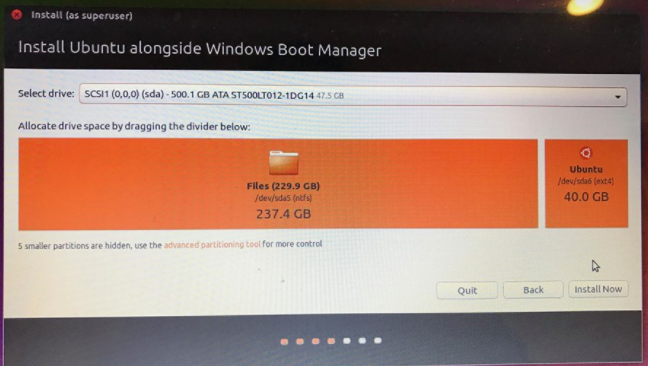 Install (as superuser)
Install Ubuntu alongside Windows Boot Manager
Select drive: SCSI1 (0,0,0) (sda) - 500.1 GB ATA ST500LT012-1DG14 47.5 GB
Allocate drive space by dragging the divider below:
Files (229.9 GB)
/dev/sda5 (ntfs)
237.4 GB
Ubuntu
/dev/sda6 (ext4)
40.0 GB
5 smaller partitions are hidden, use the advanced partitioning tool for more control
Quit Back Install Now